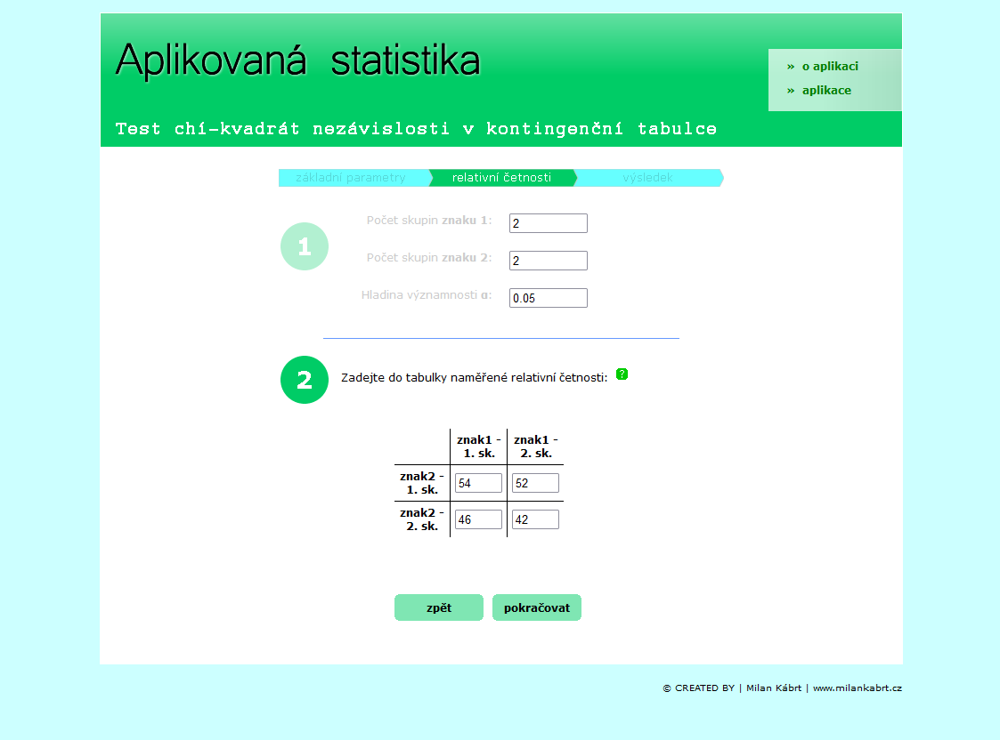 Aplikovaná statistika
» o aplikaci
» aplikace
Test chí-kvadrát nezávislosti v kontingenční tabulce
základní parametry relativní četnosti výsledek
Počet skupin znaku 1: 2
1
Počet skupin znaku 2: 2
Hladina významnosti α: 0.05
2 Zadejte do tabulky naměřené relativní četnosti: ?
znak1 - znak1 -
1. sk. 2. sk.
znak2 -
1. sk. 54 52
znak2 -
2. sk. 46 42
zpět pokračovat
© CREATED BY | Milan Kábrt | www.milankabrt.cz